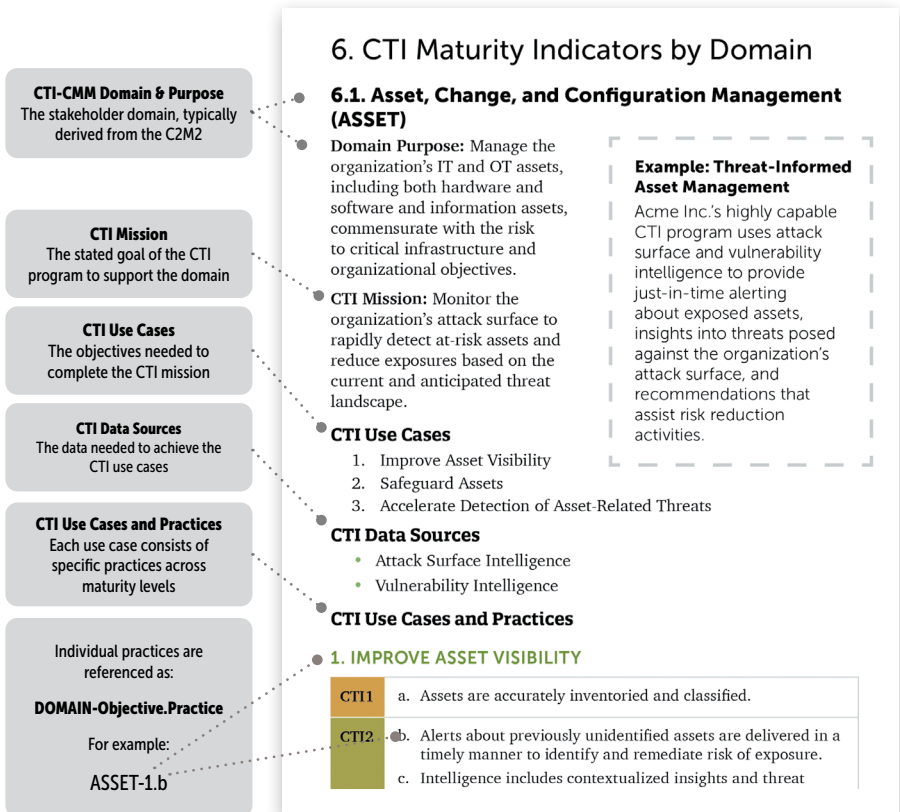 CTI-CMM Domain & Purpose
The stakeholder domain, typically
derived from the C2M2
CTI Mission
The stated goal of the CTI
program to support the domain
CTI Use Cases
The objectives needed to
complete the CTI mission
CTI Data Sources
The data needed to achieve the
CTI use cases
CTI Use Cases and Practices
Each use case consists of
specific practices across
maturity levels
Individual practices are
referenced as:
DOMAIN-Objective.Practice
For example:
ASSET-1.b
6. CTI Maturity Indicators by Domain
6.1. Asset, Change, and Configuration Management
(ASSET)
Domain Purpose: Manage the
organization's IT and OT assets,
including both hardware and
software and information assets,
commensurate with the risk
to critical infrastructure and
organizational objectives.
CTI Mission: Monitor the
organization's attack surface to
rapidly detect at-risk assets and
reduce exposures based on the
current and anticipated threat
landscape.
Example: Threat-Informed
Asset Management
Acme Inc.'s highly capable
CTI program uses attack
surface and vulnerability
intelligence to provide
just-in-time alerting
about exposed assets,
insights into threats posed
against the organization's
attack surface, and
recommendations that
assist risk reduction
activities.
CTI Use Cases
1. Improve Asset Visibility
2. Safeguard Assets
3. Accelerate Detection of Asset-Related Threats
CTI Data Sources
• Attack Surface Intelligence
• Vulnerability Intelligence
CTI Use Cases and Practices
1. IMPROVE ASSET VISIBILITY
CTI1 a. Assets are accurately inventoried and classified.
CTI2 b. Alerts about previously unidentified assets are delivered in a
timely manner to identify and remediate risk of exposure.
c. Intelligence includes contextualized insights and threat